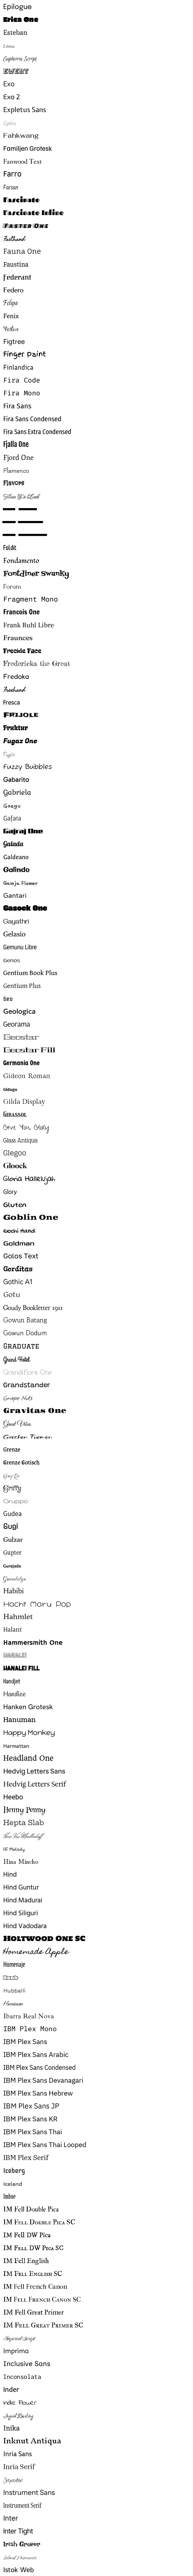 Epilogue
Erica One
Esteban
Euphoria Script
EWERT
Exo
Exo 2
Expletus Sans
Explora
Fahkwang
Familjen Grotesk
Fanwood Text
Farro
Farsan
Fascinate
Fascinate Inline
FASTER ONE
Fasthand
Fauna One
Faustina
Federant
Federo
Felipa
Fenix
Festive
Figtree
Finger Paint
Finlandica
Fira Code
Fira Mono
Fira Sans
Fira Sans Condensed
Fira Sans Extra Condensed
Fjalla One
Fjord One
Flamenco
Flavors
Foldit
Fondamento
Fontdiner Swanky
Forum
Fragment Mono
Francois One
Frank Ruhl Libre
Fraunces
Freckle Face
Fredericka the Great
Fredoka
Freehand
Fresca
FRIJOLE
Fruktur
Fugaz One
Fuggles
Fuzzy Bubbles
Gabarito
Gabriela
Gaegu
Gafata
Gajraj One
Galada
Galdeano
Galindo
Gamja Flower
Gantari
Gasoek One
Gayathri
Gelasio
Gemunu Libre
Genos
Gentium Book Plus
Gentium Plus
Geo
Geologica
Georama
Geostar
Geostar Fill
Germania One
Gideon Roman
Gidugu
Gilda Display
GIRASSOL
Give You Glory
Glass Antiqua
Glegoo
Gloock
Gloria Hallelujah
Glory
Gluten
Goblin One
Gochi Hand
Goldman
Golos Text
Gorditas
Gothic A1
Gotu
Goudy Bookletter 1911
Gowun Batang
Gowun Dodum
GRADUATE
Grand Hotel
Grandiflora One
Grandstander
Grape Nuts
Gravitas One
Great Vibes
Grechen Fuemen
Grenze
Grenze Gotisch
Grey Qo
Griffy
Gruppo
Gudea
Gugi
Gulzar
Gupter
Gurajada
Gwendolyn
Habibi
Hachi Maru Pop
Hahmlet
Halant
Hammersmith One
HANALEI
HANALEI FILL
Handjet
Handlee
Hanken Grotesk
Hanuman
Happy Monkey
Harmattan
Headland One
Hedvig Letters Sans
Hedvig Letters Serif
Heebo
Henny Penny
Hepta Slab
Herr Von Muellerhoff
Hi Melody
Hina Mincho
Hind
Hind Guntur
Hind Madurai
Hind Siliguri
Hind Vadodara
HOLTWOOD ONE SC
Homemade Apple
Homenaje
Hubballi
Hurricane
Ibarra Real Nova
IBM Plex Mono
IBM Plex Sans
IBM Plex Sans Arabic
IBM Plex Sans Condensed
IBM Plex Sans Devanagari
IBM Plex Sans Hebrew
IBM Plex Sans JP
IBM Plex Sans KR
IBM Plex Sans Thai
IBM Plex Sans Thai Looped
IBM Plex Serif
Iceberg
Iceland
Imbue
IM Fell Double Pica
IM Fell Double Pica SC
IM Fell DW Pica
IM Fell DW Pica SC
IM Fell English
IM Fell English SC
IM Fell French Canon
IM Fell French Canon SC
IM Fell Great Primer
IM Fell Great Primer SC
Imperial Script
Imprima
Inclusive Sans
Inconsolata
Inder
Indie Flower
Ingrid Darling
Inika
Inknut Antiqua
Inria Sans
Inria Serif
Inspiration
Instrument Sans
Instrument Serif
Inter
Inter Tight
Irish Grover
Island Moments
Istok Web